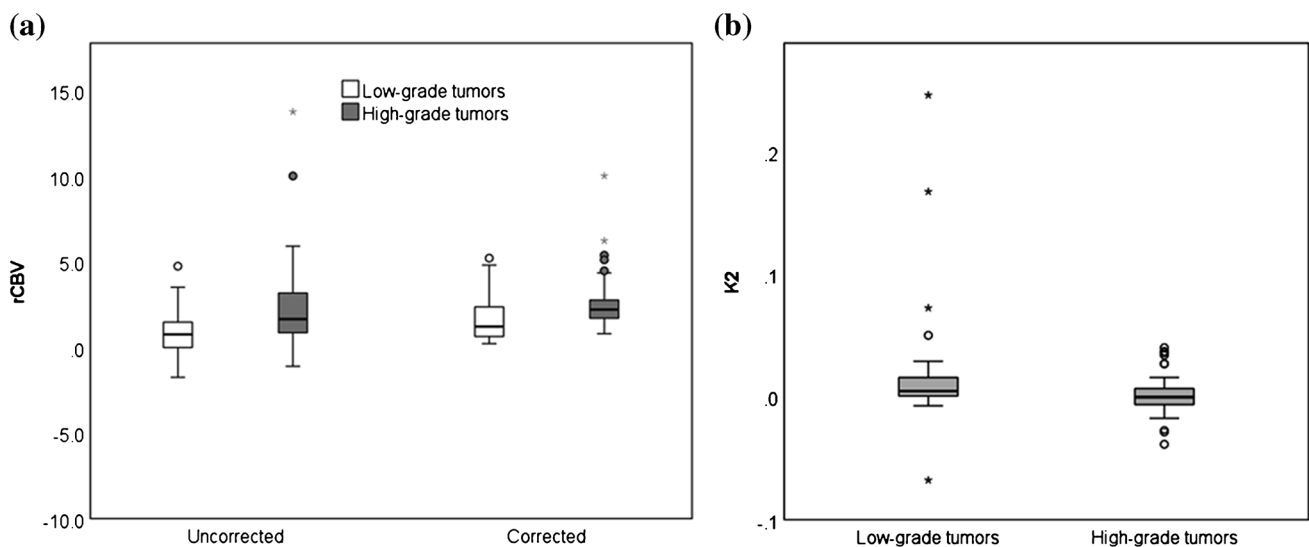 (a)
rCBV
15.0
10.0
5.0
.0
-5.0
-10.0
Low-grade tumors
High-grade tumors
Uncorrected
Corrected
(b)
K2
.2
.1
.0
-.1
Low-grade tumors
High-grade tumors